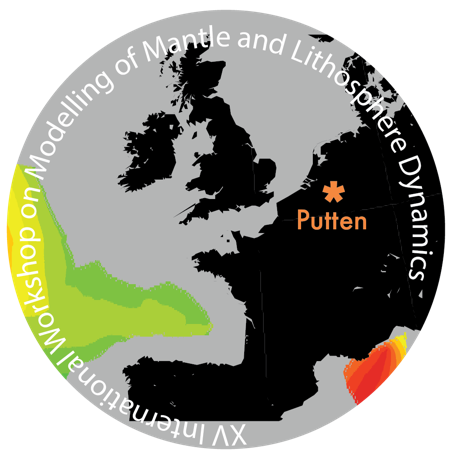 XV International Workshop on Modelling of Mantle and Lithosphere Dynamics
*
Putten